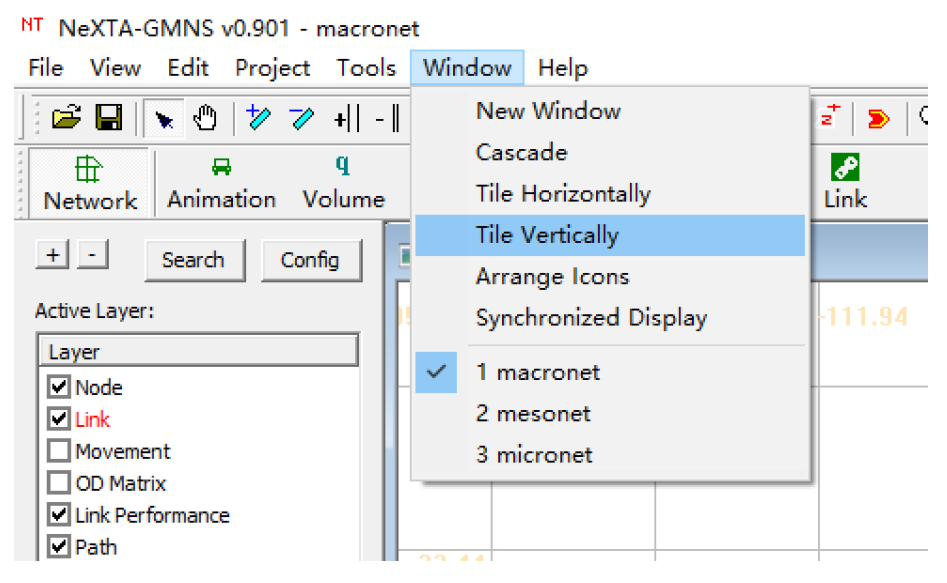 NT NeXTA-GMNS v0.901 - macronet
File View Edit Project Tools Window Help
New Window
Cascade
Tile Horizontally
Tile Vertically
Arrange Icons
Synchronized Display
1 macronet
2 mesonet
3 micronet
Network Animation Volume Link
+ - Search Config
Active Layer:
Layer
Node
Link
Movement
OD Matrix
Link Performance
Path
-111.94